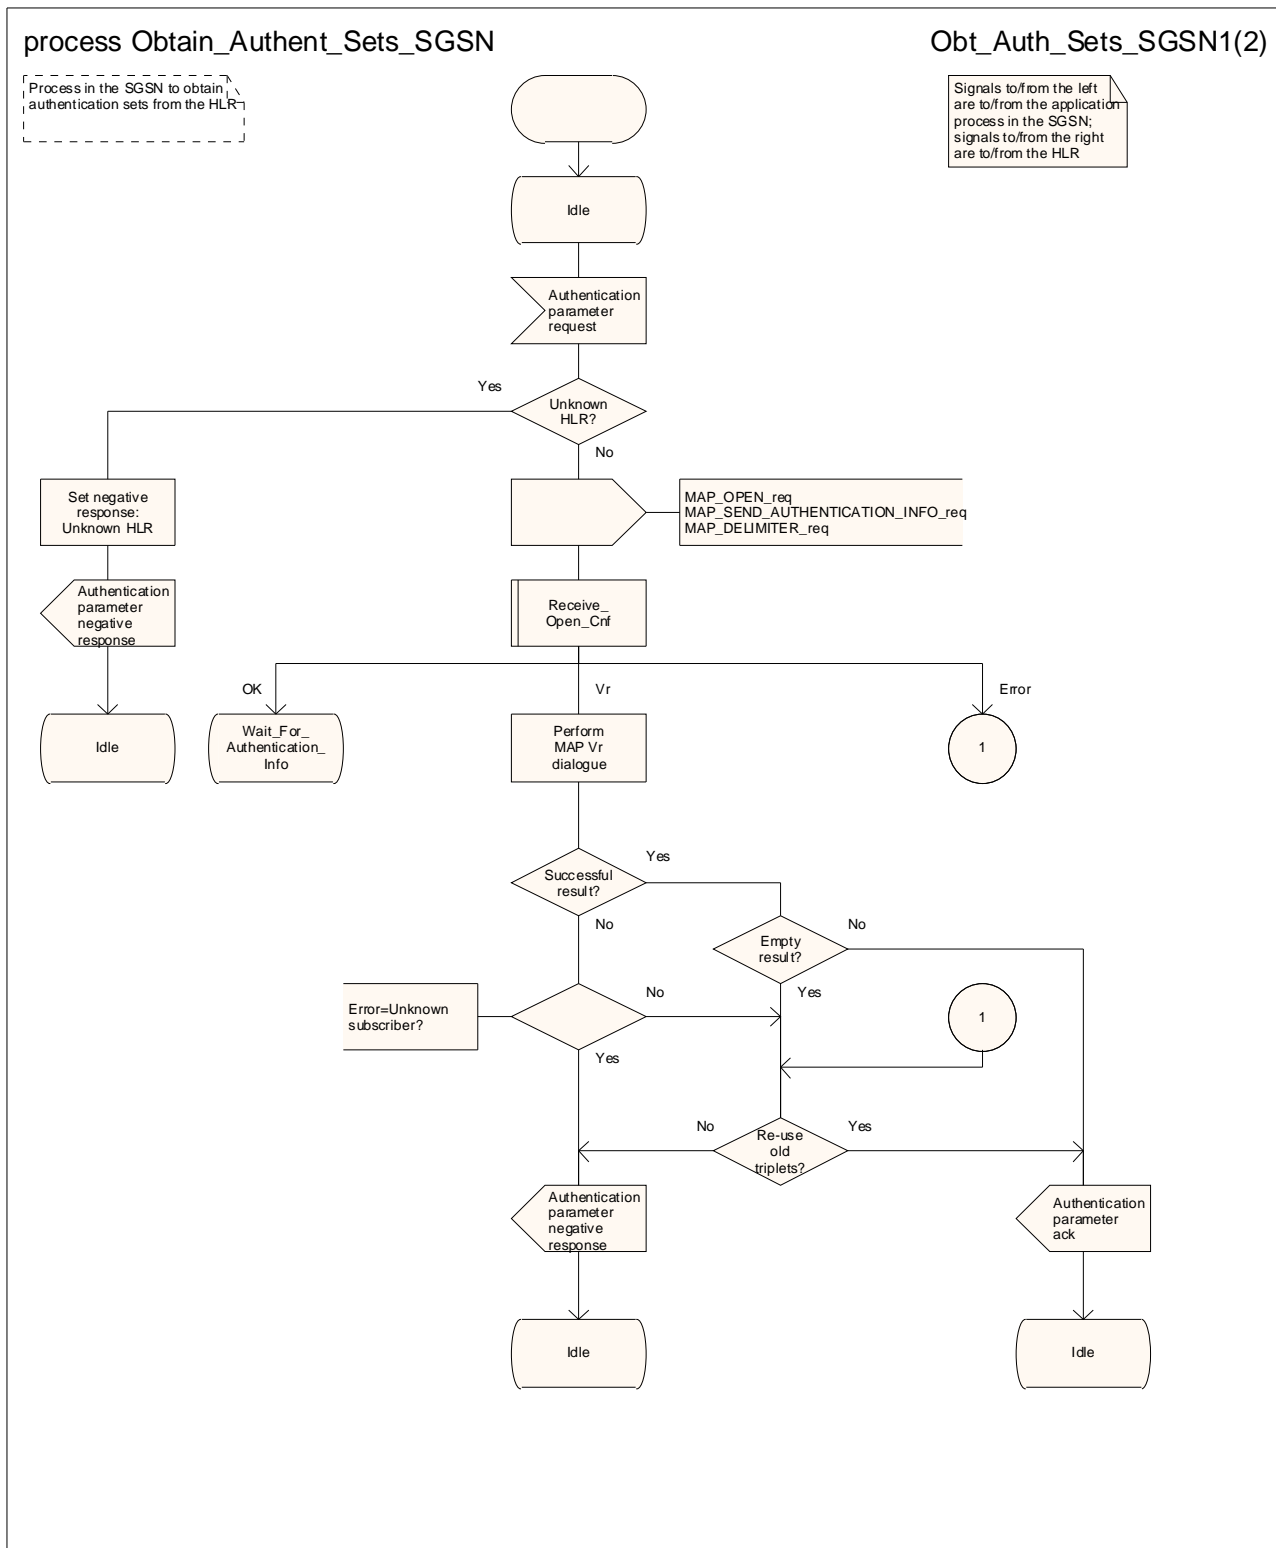 process Obtain_Authent_Sets_SGSN
Obt_Auth_Sets_SGSN1(2)
Process in the SGSN to obtain
authentication sets from the HLR
Signals to/from the left
are to/from the application
process in the SGSN;
signals to/from the right
are to/from the HLR
Idle
Authentication
parameter
request
Yes
Unknown
HLR?
No
Set negative
response:
Unknown HLR
MAP_OPEN_req
MAP_SEND_AUTHENTICATION_INFO_req
MAP_DELIMITER_req
Authentication
parameter
negative
response
Receive_
Open_Cnf
OK
Vr
Error
Idle
Wait_For_
Authentication_
Info
Perform
MAP Vr
dialogue
1
Successful
result?
Yes
No
Empty
result?
No
Yes
Error=Unknown
subscriber?
No
Yes
1
No
Re-use
old
triplets?
Yes
Authentication
parameter
negative
response
Authentication
parameter
ack
Idle
Idle